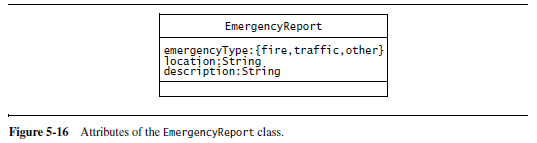 EmergencyReport
emergencyType:{fire,traffic,other}
location:String
description:String
Figure 5-16 Attributes of the EmergencyReport class.